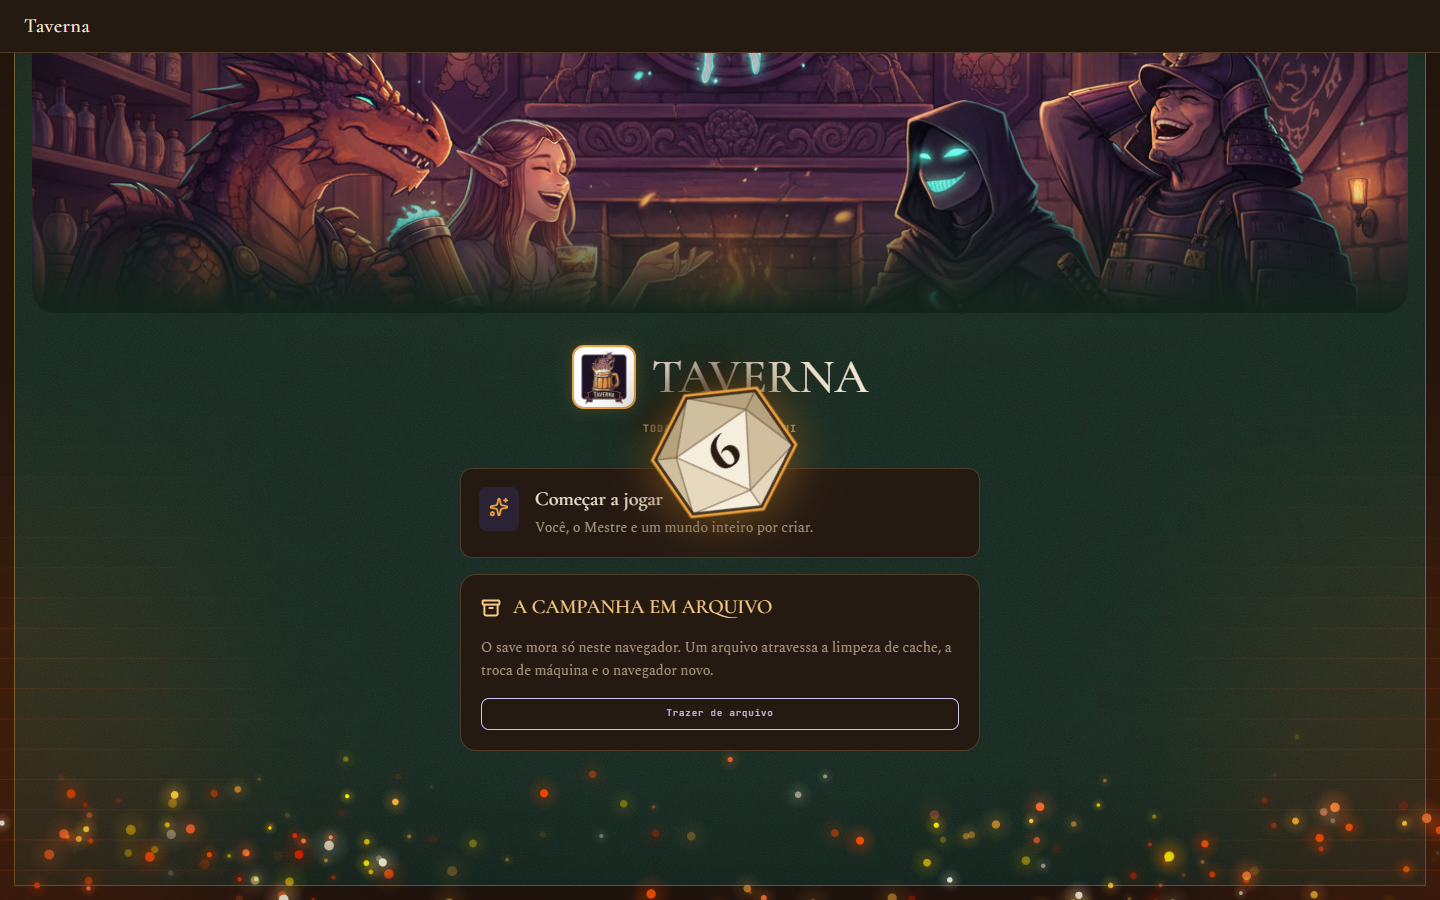 Taverna
TAVERNA
TAVERNA
6
Começar a jogar
Você, o Mestre e um mundo inteiro por criar.
A CAMPANHA EM ARQUIVO
O save mora só neste navegador. Um arquivo atravessa a limpeza de cache, a
troca de máquina e o navegador novo.
Trazer de arquivo